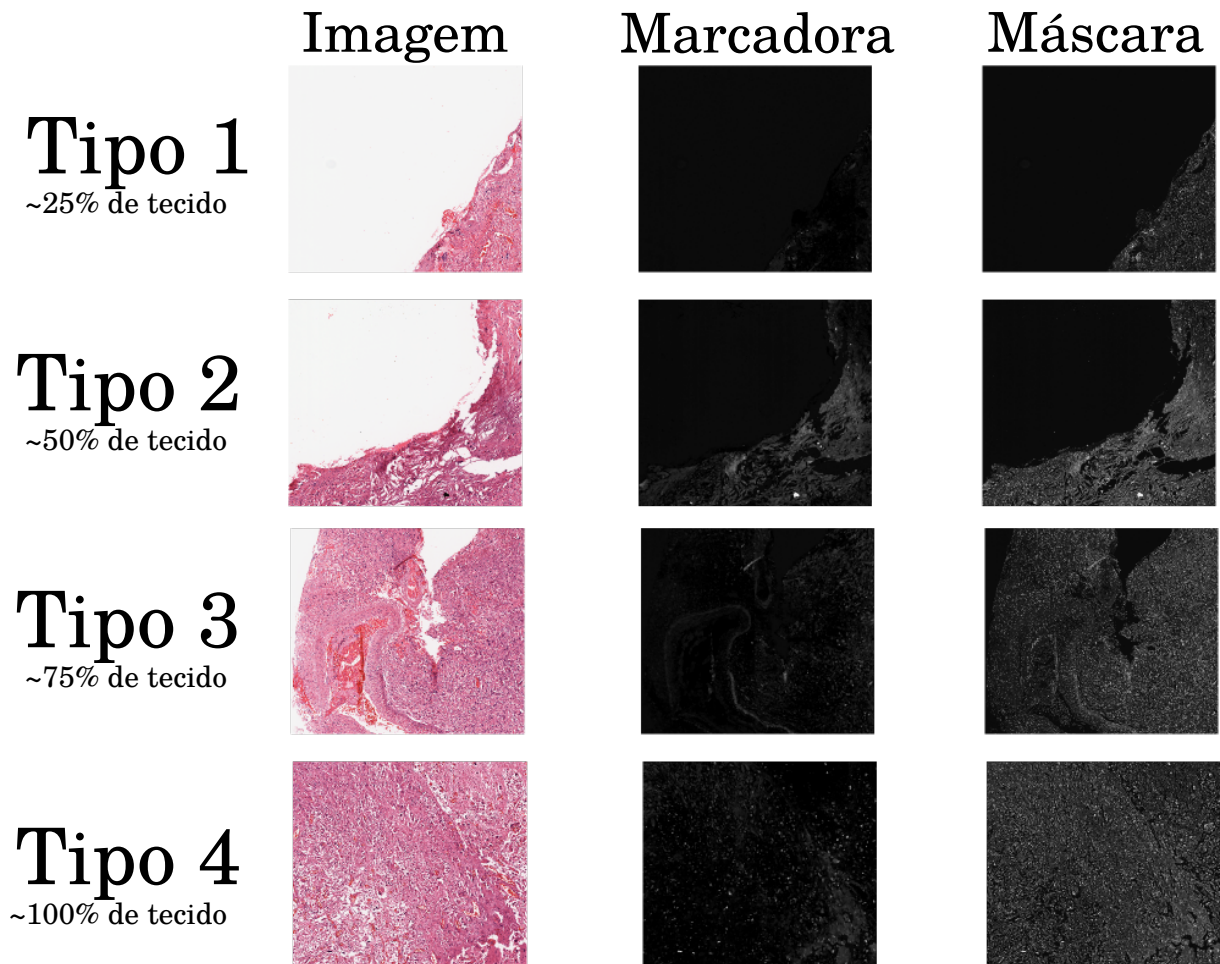 Imagem Marcadora Máscara
Tipo 1
~25% de tecido
Tipo 2
~50% de tecido
Tipo 3
~75% de tecido
Tipo 4
~100% de tecido